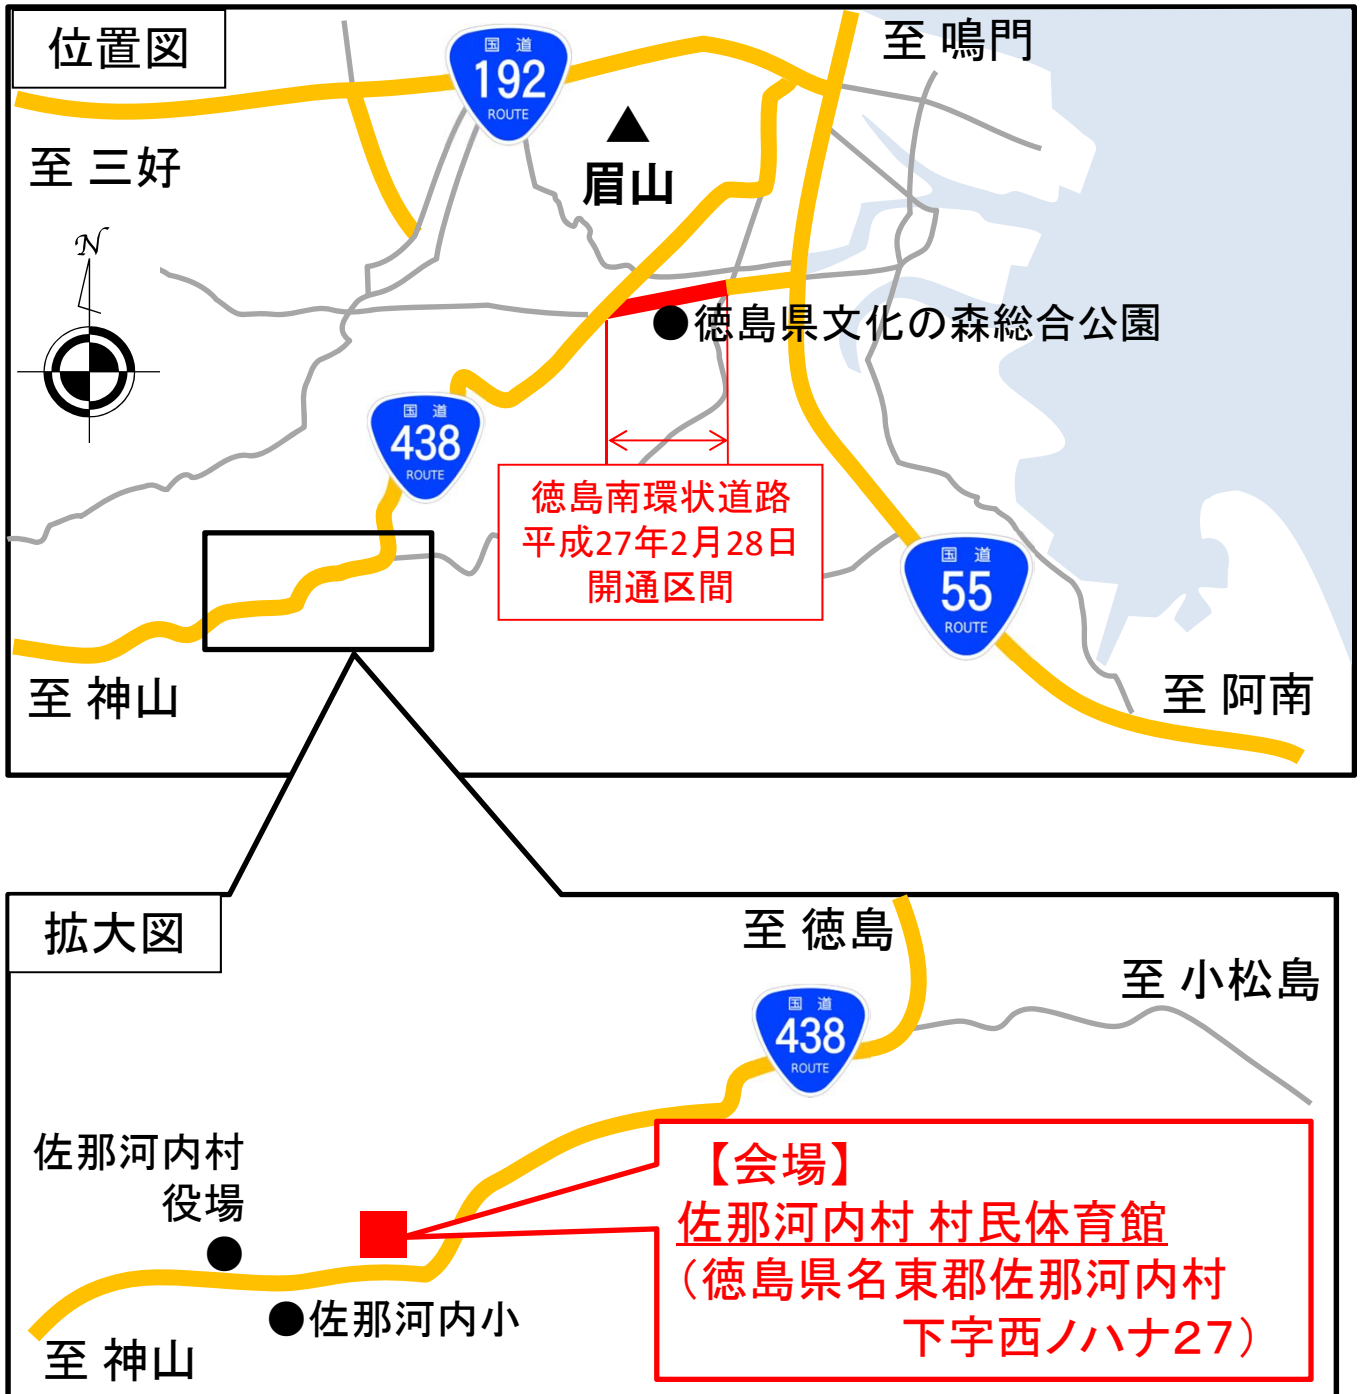 位置図
至 鳴門
国 道
192
ROUTE
至 三好
眉山
N
徳島県文化の森総合公園
国 道
438
ROUTE
徳島南環状道路
平成27年2月28日
開通区間
国 道
55
ROUTE
至 神山
至 阿南
拡大図
至 徳島
至 小松島
国 道
438
ROUTE
佐那河内村
役場
【会場】
佐那河内村 村民体育館
（徳島県名東郡佐那河内村
下字西ノハナ27）
佐那河内小
至 神山